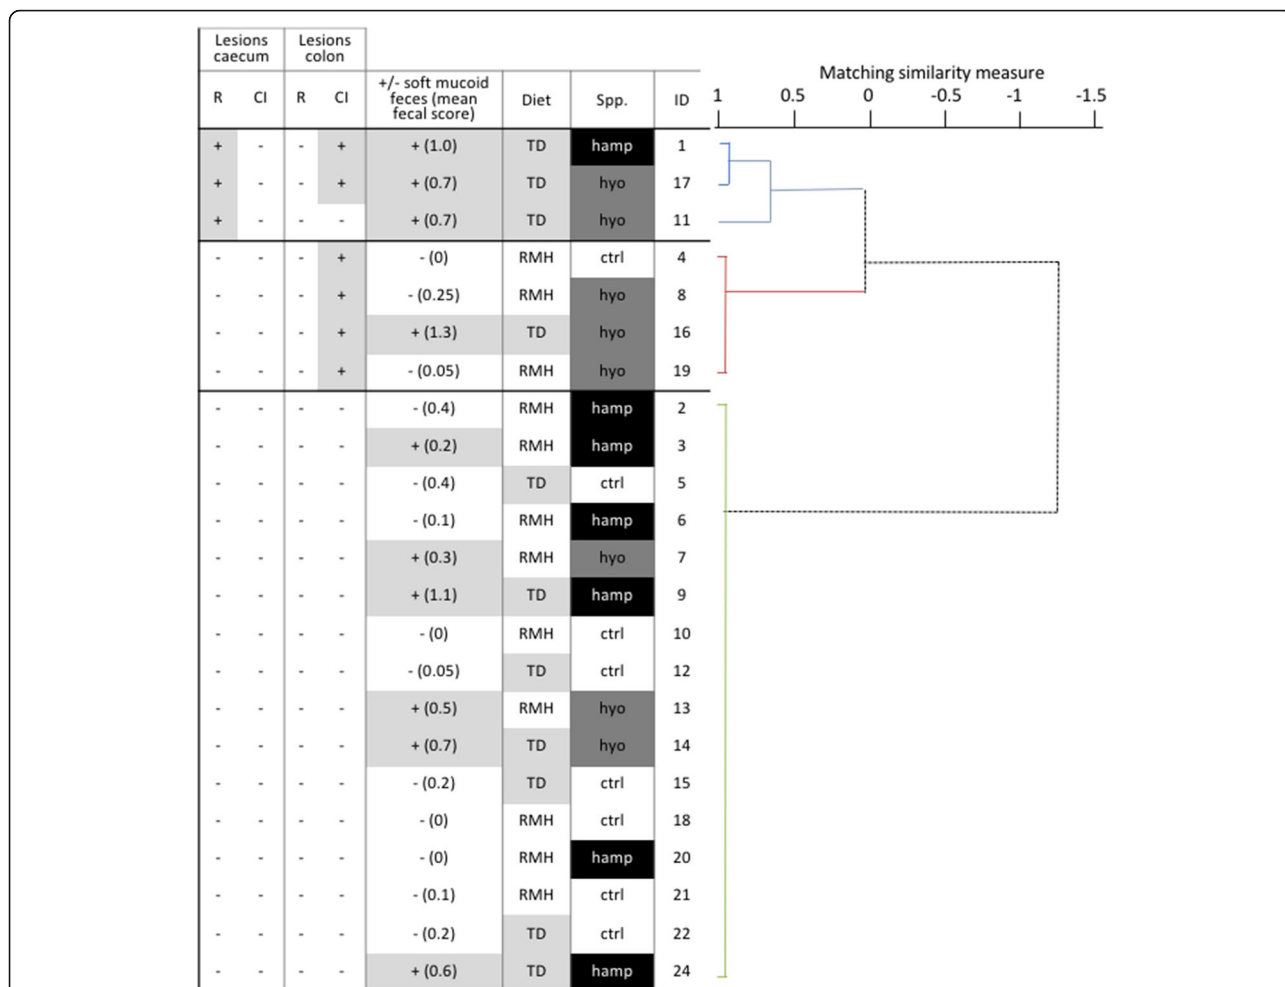 Lesions caecum Lesions colon
Matching similarity measure
R CI R CI +/- soft mucoid feces (mean fecal score) Diet Spp. ID 1 0.5 0 -0.5 -1 -1.5
+ - - + + (1.0) TD hamp 1
+ - - + + (0.7) TD hyo 17
+ - - - + (0.7) TD hyo 11
- - - + - (0) RMH ctrl 4
- - - + - (0.25) RMH hyo 8
- - - + + (1.3) TD hyo 16
- - - + - (0.05) RMH hyo 19
- - - - - (0.4) RMH hamp 2
- - - - + (0.2) RMH hamp 3
- - - - - (0.4) TD ctrl 5
- - - - - (0.1) RMH hamp 6
- - - - + (0.3) RMH hyo 7
- - - - + (1.1) TD hamp 9
- - - - - (0) RMH ctrl 10
- - - - - (0.05) TD ctrl 12
- - - - + (0.5) RMH hyo 13
- - - - + (0.7) TD hyo 14
- - - - - (0.2) TD ctrl 15
- - - - - (0) RMH ctrl 18
- - - - - (0) RMH hamp 20
- - - - - (0.1) RMH ctrl 21
- - - - - (0.2) TD ctrl 22
- - - - + (0.6) TD hamp 24